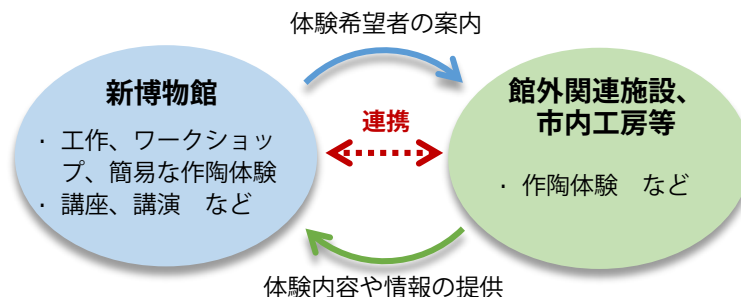 体験希望者の案内
新博物館
・ 工作、ワークショッ
プ、簡易な作陶体験
・ 講座、講演　など
連携
館外関連施設、
市内工房等
・ 作陶体験　など
体験内容や情報の提供